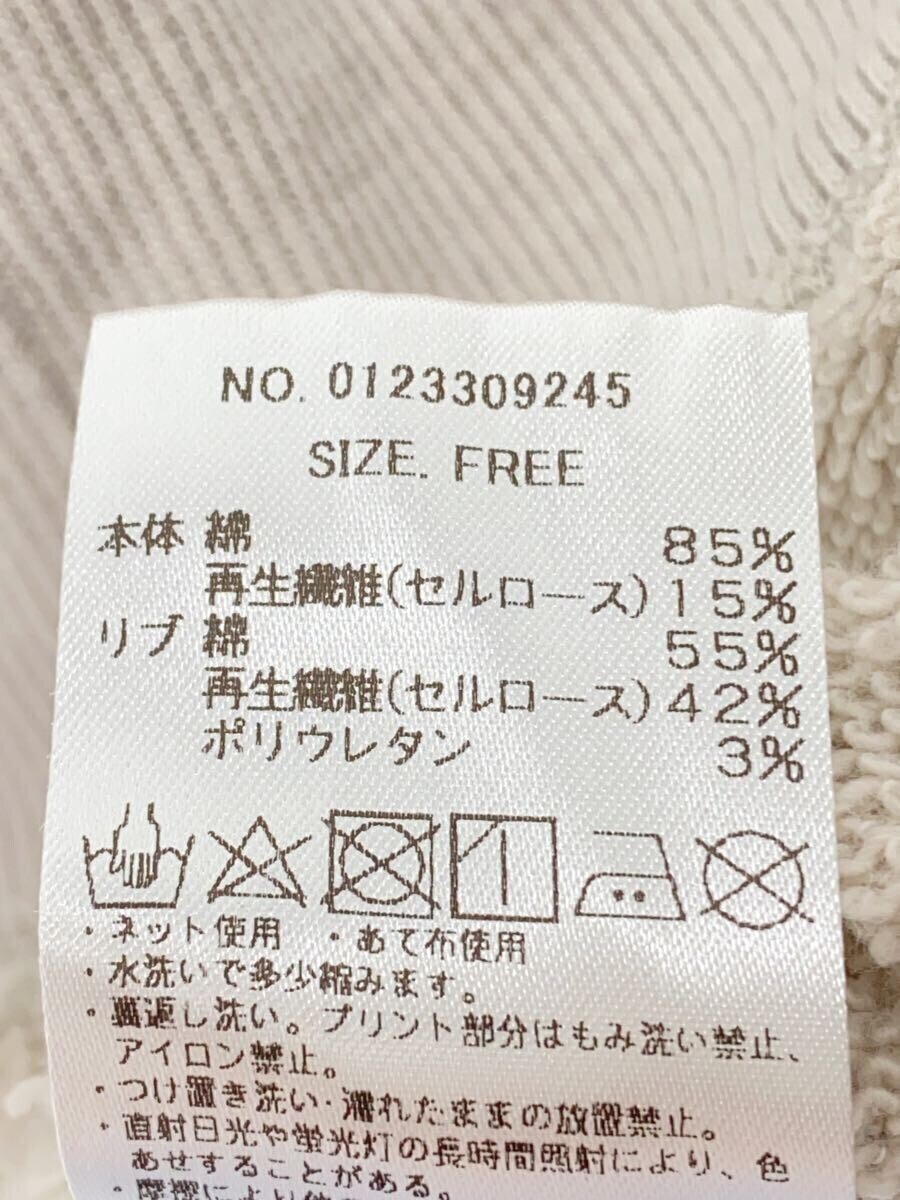 NO. 0123309245
SIZE. FREE
本体 綿 85%
再生繊維(セルロース) 15%
リブ 綿 55%
再生繊維(セルロース) 42%
ポリウレタン 3%
・ネット使用 ・あて布使用
・水洗いで多少縮みます。
・裏返し洗い。プリント部分はもみ洗い禁止、
アイロン禁止。
・つけ置き洗い・濡れたままの放置禁止。
・直射日光や蛍光灯の長時間照射により、色
あせすることがある。
・摩擦により